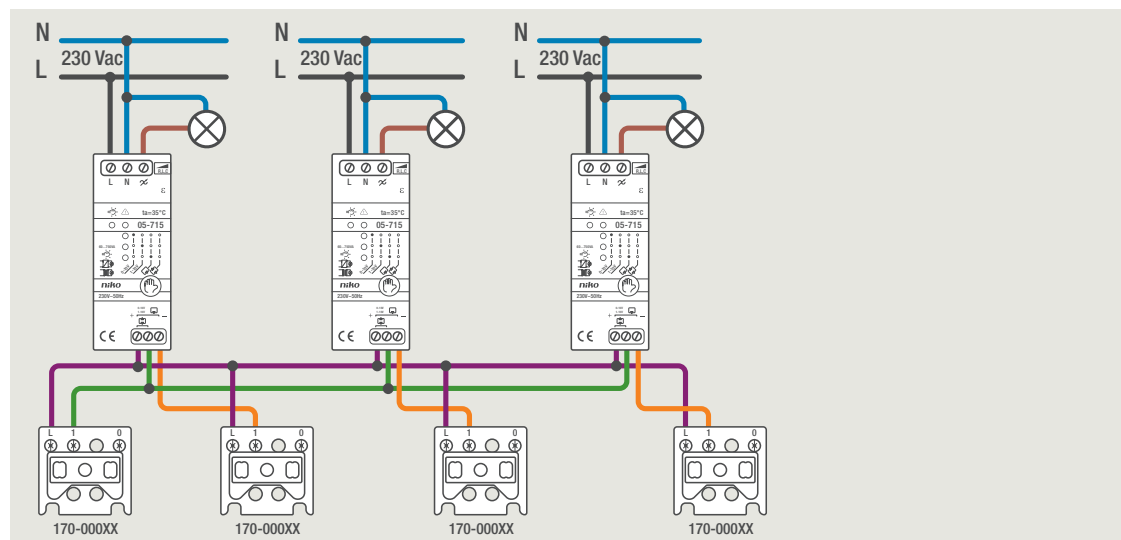 N N N
230 Vac 230 Vac 230 Vac
L L L
L N L N L N
ta=35°C ta=35°C ta=35°C
05-715 05-715 05-715
niko niko niko
230V~50Hz 230V~50Hz 230V~50Hz
+ − + − + −
CE CE CE
L 1 0 L 1 0 L 1 0 L 1 0
170-000XX 170-000XX 170-000XX 170-000XX